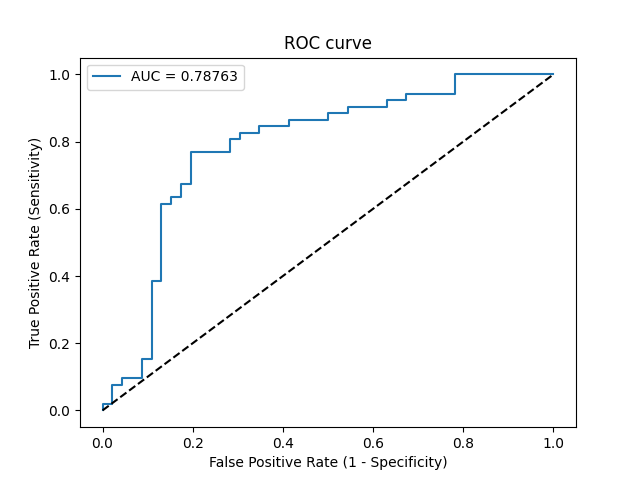 ROC curve
AUC = 0.78763
True Positive Rate (Sensitivity)
1.0
0.8
0.6
0.4
0.2
0.0
0.0 0.2 0.4 0.6 0.8 1.0
False Positive Rate (1 - Specificity)